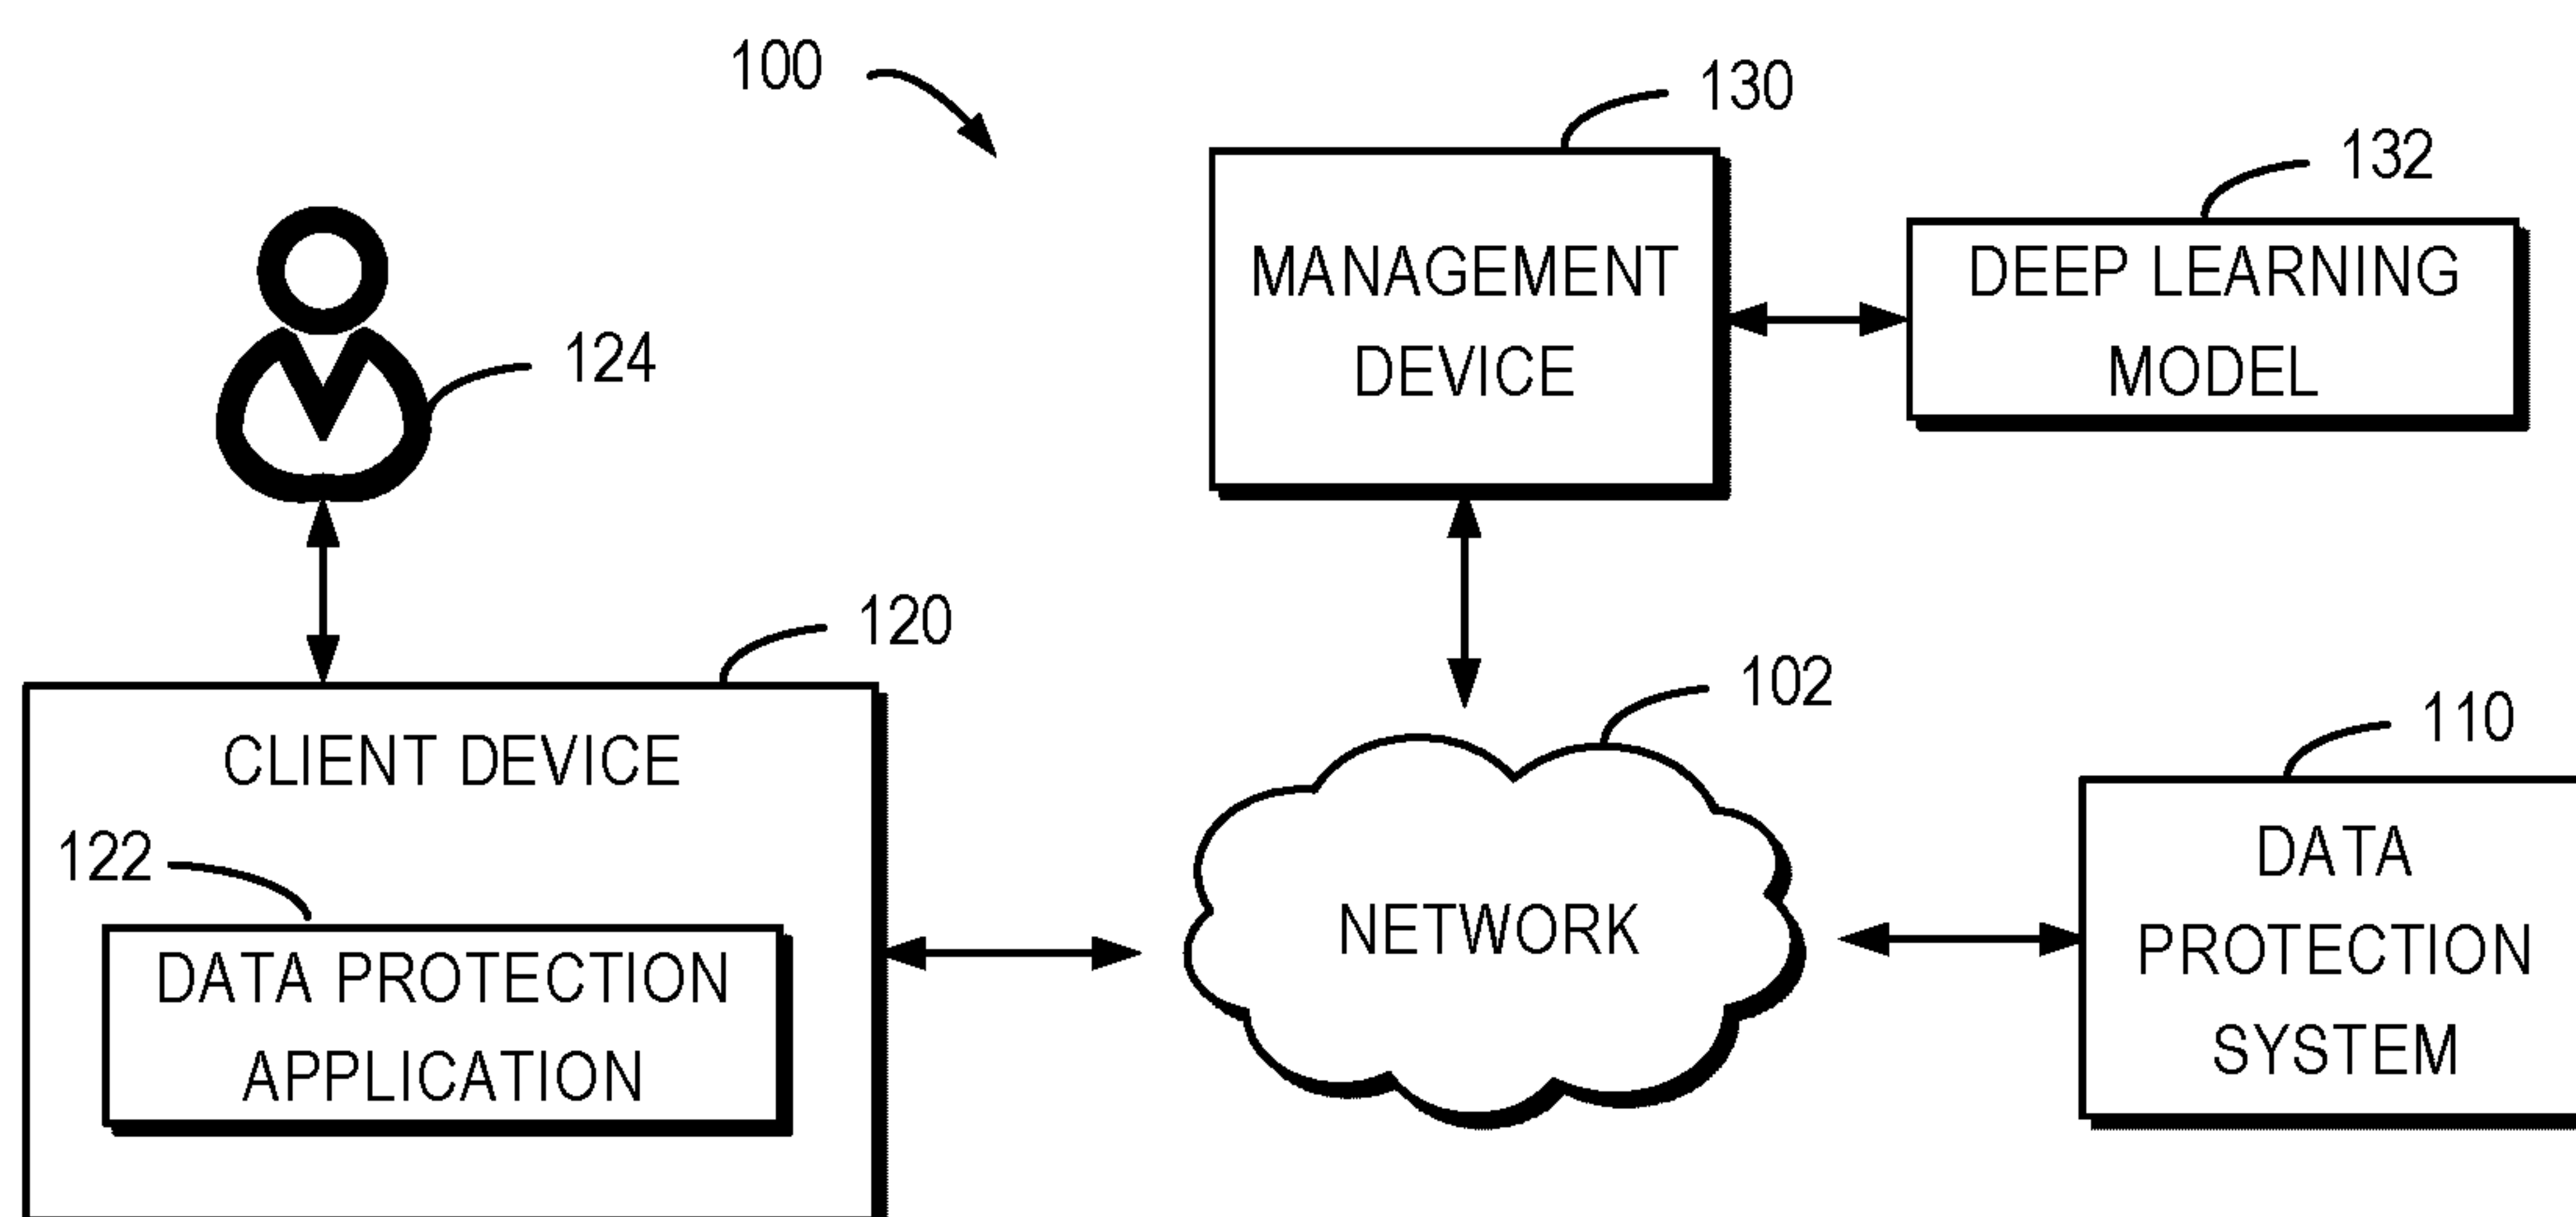 100
130
132
MANAGEMENT
DEVICE
DEEP LEARNING
MODEL
124
120
102
110
CLIENT DEVICE
122
DATA PROTECTION
APPLICATION
NETWORK
DATA
PROTECTION
SYSTEM